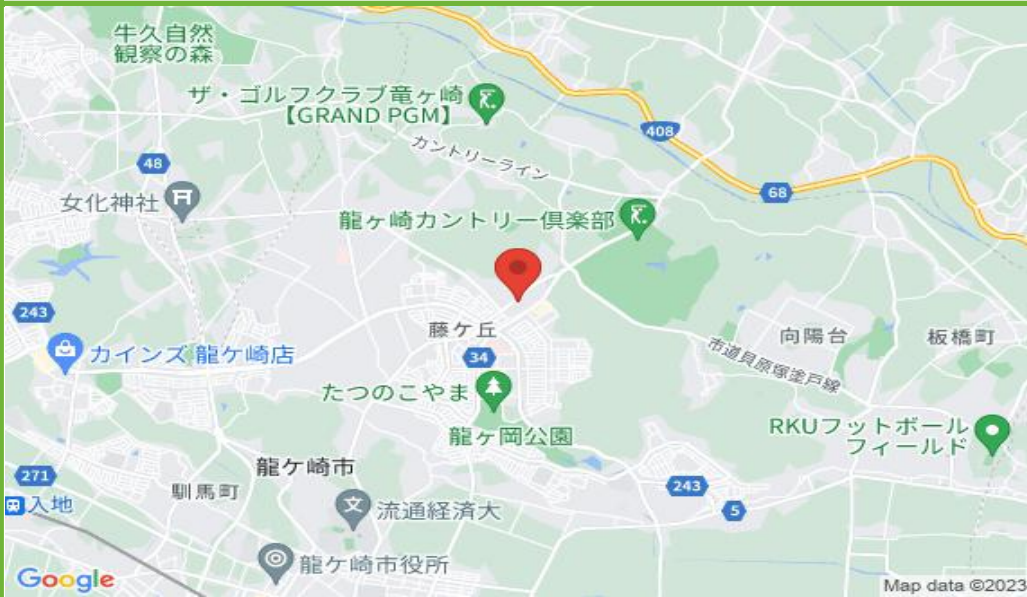 牛久自然
観察の森
ザ・ゴルフクラブ竜ヶ崎
【GRAND PGM】
カントリーライン
408
48
68
女化神社
龍ヶ崎カントリー倶楽部
243
藤ケ丘
向陽台
板橋町
カインズ 龍ケ崎店
34
市道貝原塚塗戸線
たつのこやま
龍ヶ岡公園
RKUフットボール
フィールド
龍ケ崎市
271
馴馬町
243
入地
流通経済大
5
龍ケ崎市役所
Google
Map data ©2023